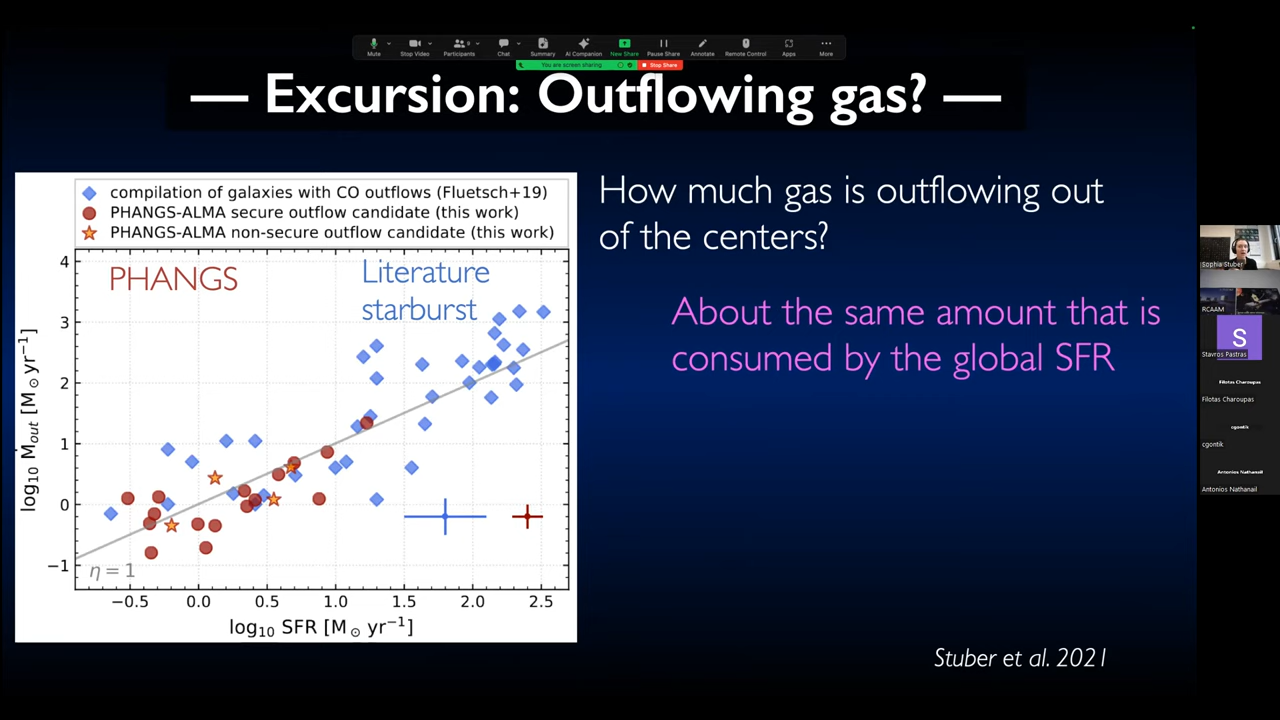 Mute
Stop Video
Participants
9
Chat
Summary
AI Companion
New Share
Pause Share
Annotate
Remote Control
Apps
More
You are screen sharing
Stop Share
— Excursion: Outflowing gas? —
compilation of galaxies with CO outflows (Fluetsch+19)
PHANGS-ALMA secure outflow candidate (this work)
PHANGS-ALMA non-secure outflow candidate (this work)
PHANGS
Literature
starburst
4
3
2
1
0
−1
log₁₀ Ṁ_out [M⊙ yr⁻¹]
η = 1
−0.5 0.0 0.5 1.0 1.5 2.0 2.5
log₁₀ SFR [M⊙ yr⁻¹]
How much gas is outflowing out
of the centers?
About the same amount that is
consumed by the global SFR
Stuber et al. 2021
Sophia Stuber
RCAAM
S
Stavros Pastras
Filotas Charoupas
Filotas Charoupas
cgontik
cgontik
Antonios Nathanail
Antonios Nathanail